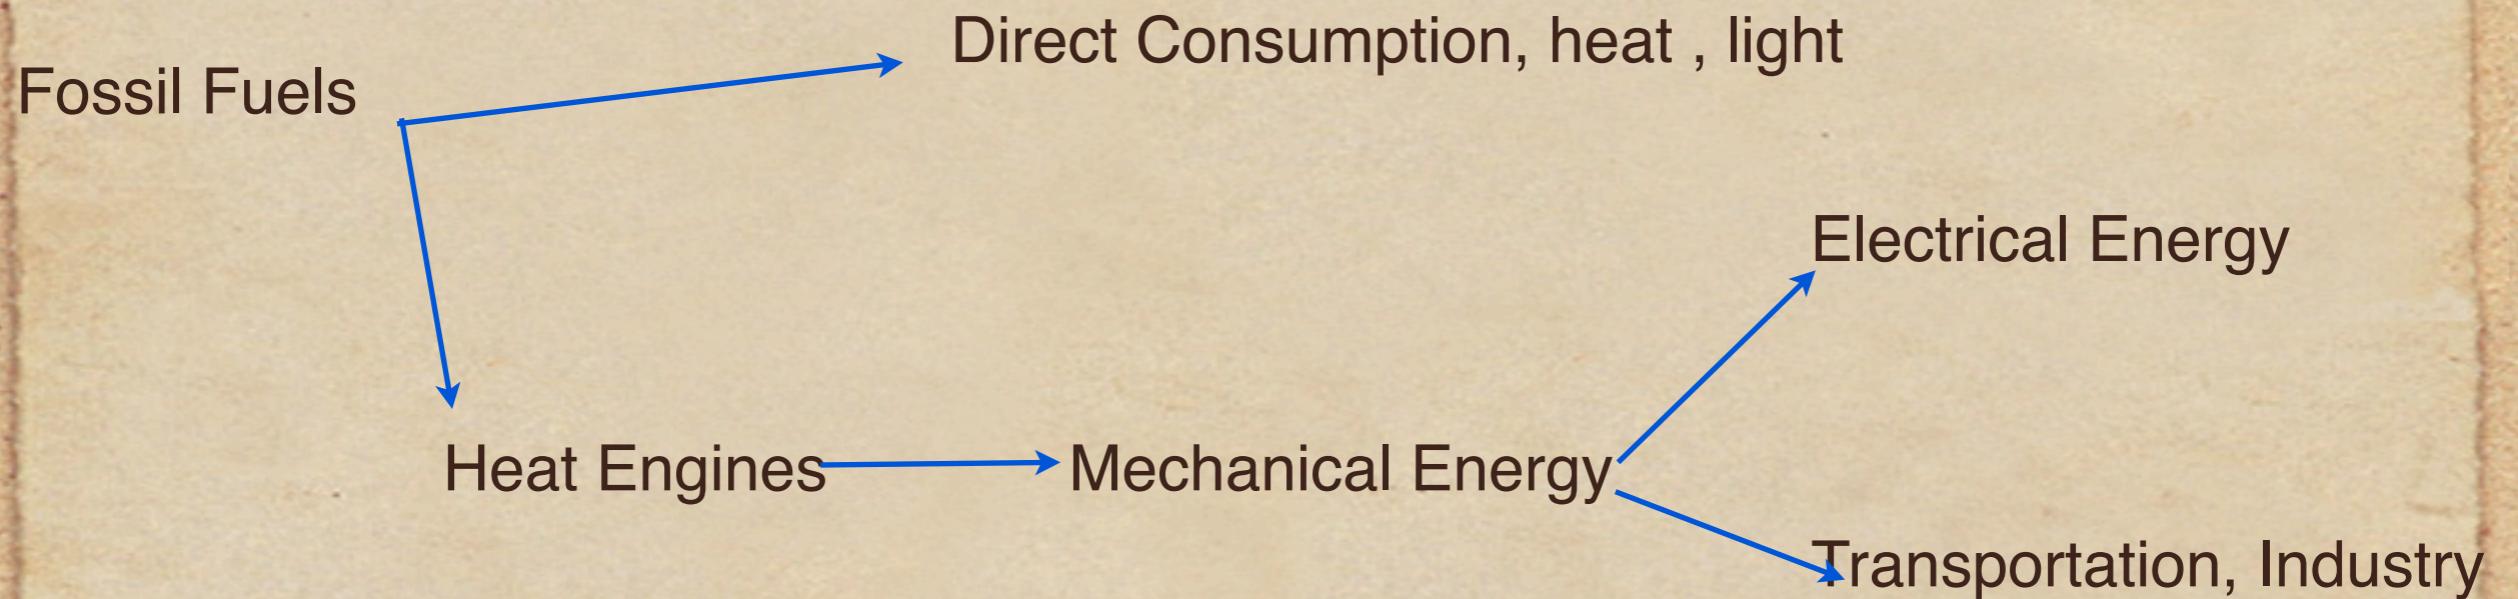 Direct Consumption, heat , light
Fossil Fuels
Electrical Energy
Heat Engines
Mechanical Energy
Transportation, Industry